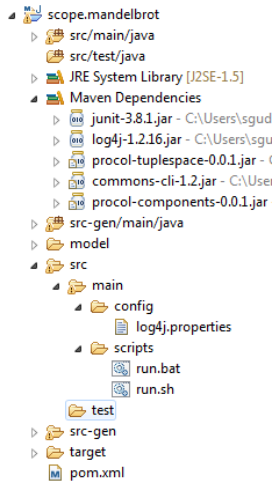 scope.mandelbrot
src/main/java
src/test/java
JRE System Library [J2SE-1.5]
Maven Dependencies
junit-3.8.1.jar - C:\Users\sgud
log4j-1.2.16.jar - C:\Users\sgu
procol-tuplespace-0.0.1.jar - C
commons-cli-1.2.jar - C:\User
procol-components-0.0.1.jar
src-gen/main/java
model
src
main
config
log4j.properties
scripts
run.bat
run.sh
test
src-gen
target
pom.xml